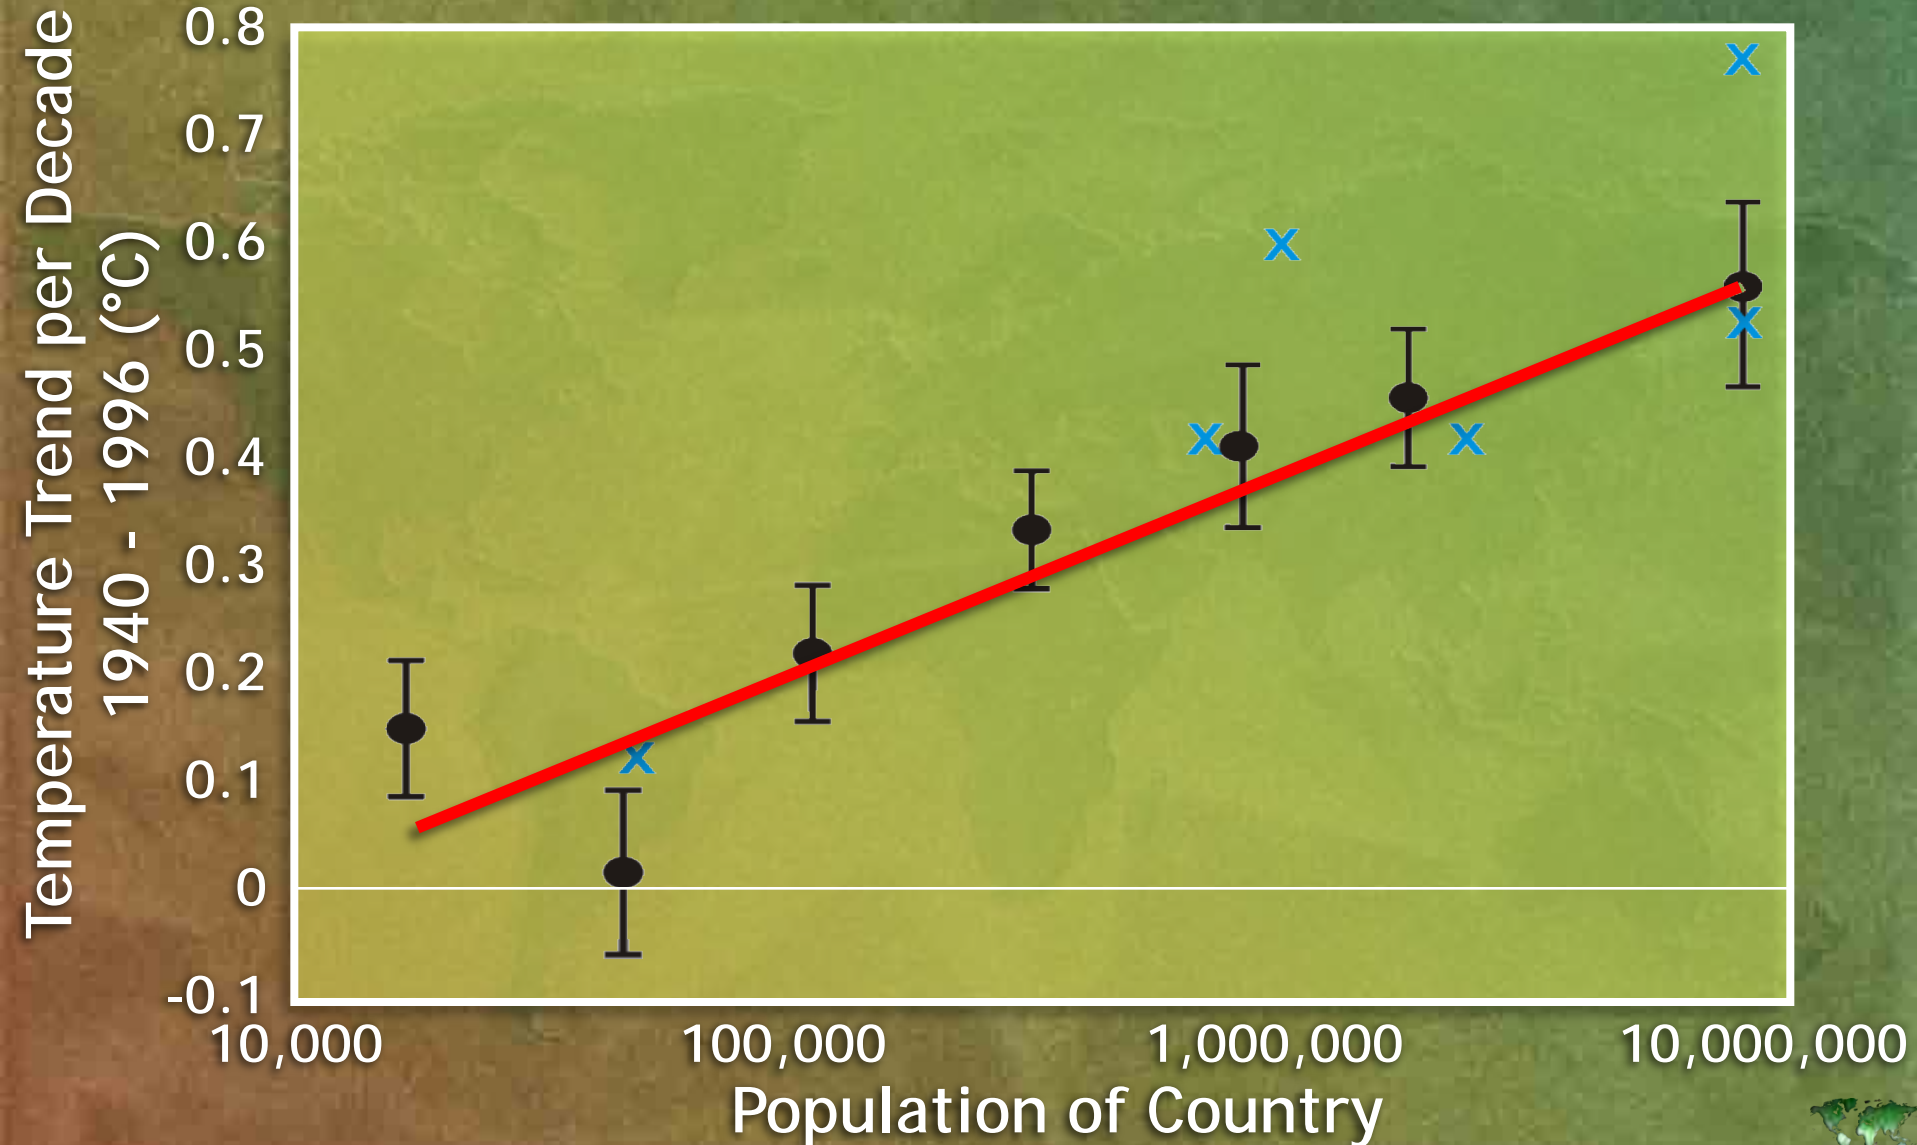 Temperature Trend per Decade
1940 - 1996 (°C)
0.8
0.7
0.6
0.5
0.4
0.3
0.2
0.1
0
-0.1
10,000 100,000 1,000,000 10,000,000
Population of Country